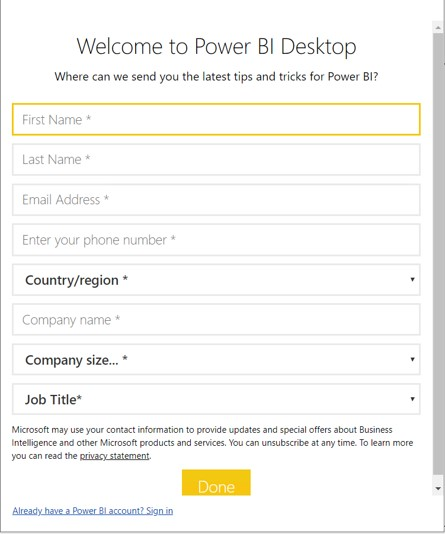 Welcome to Power BI Desktop
Where can we send you the latest tips and tricks for Power BI?
First Name *
Last Name *
Email Address *
Enter your phone number *
Country/region *
Company name *
Company size... *
Job Title*
Microsoft may use your contact information to provide updates and special offers about Business
Intelligence and other Microsoft products and services. You can unsubscribe at any time. To learn more
you can read the privacy statement.
Done
Already have a Power BI account? Sign in